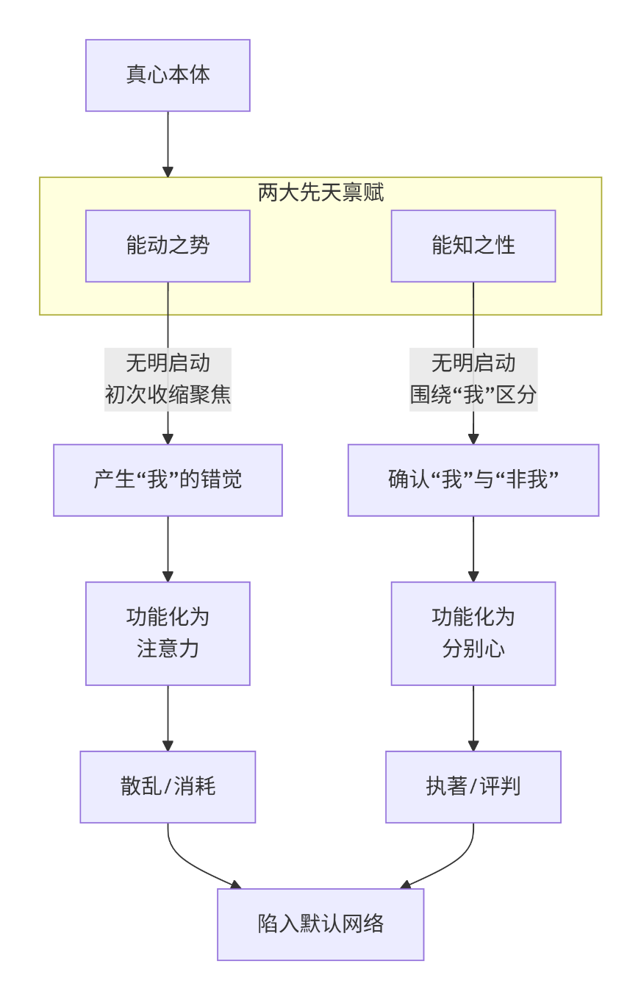 真心本体
两大先天禀赋
能动之势
能知之性
无明启动
初次收缩聚焦
无明启动
围绕“我”区分
产生“我”的错觉
确认“我”与“非我”
功能化为
注意力
功能化为
分别心
散乱/消耗
执著/评判
陷入默认网络